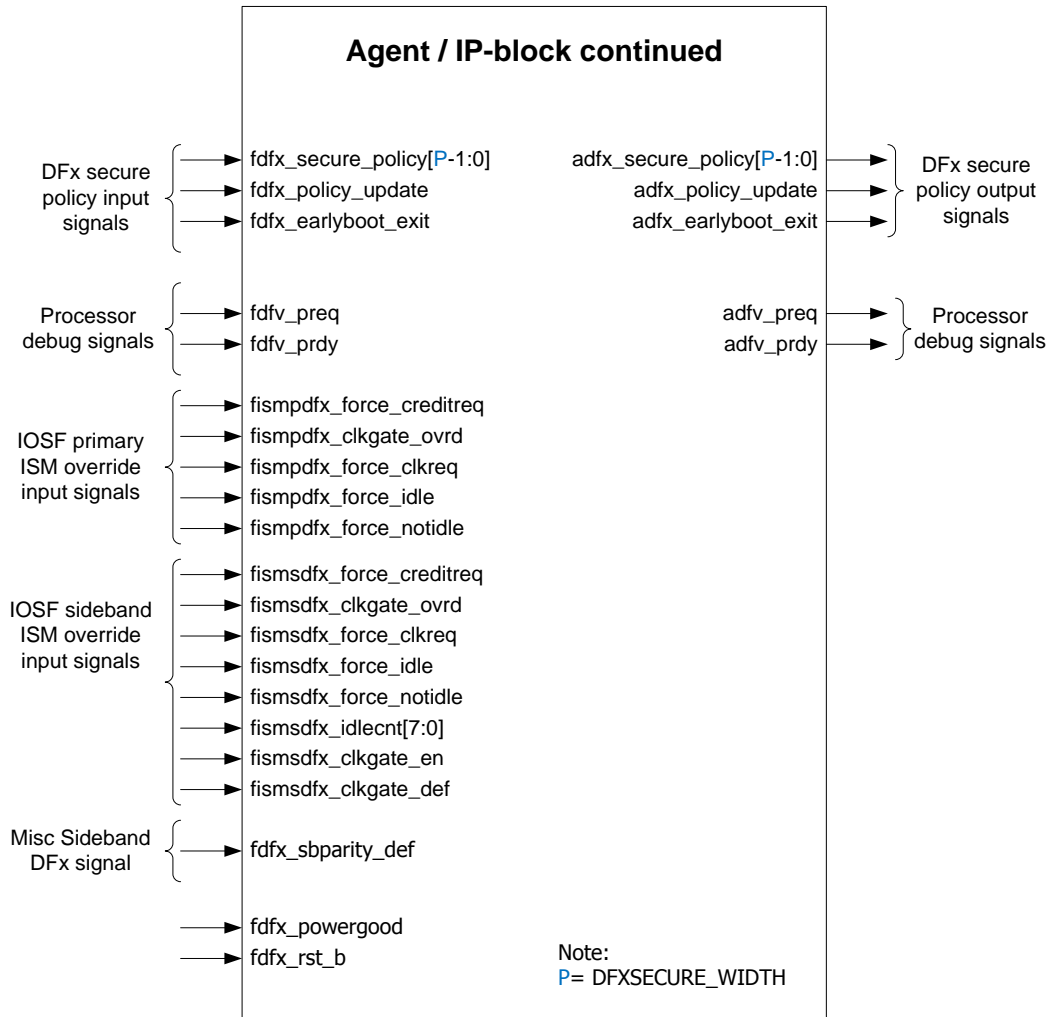 Agent / IP-block continued
DFx secure
policy input
signals
fdfx_secure_policy[P-1:0]
fdfx_policy_update
fdfx_earlyboot_exit
adfx_secure_policy[P-1:0]
adfx_policy_update
adfx_earlyboot_exit
DFx secure
policy output
signals
Processor
debug signals
fdfv_preq
fdfv_prdy
adfv_preq
adfv_prdy
Processor
debug signals
IOSF primary
ISM override
input signals
fismpdfx_force_creditreq
fismpdfx_clkgate_ovrd
fismpdfx_force_clkreq
fismpdfx_force_idle
fismpdfx_force_notidle
IOSF sideband
ISM override
input signals
fismsdfx_force_creditreq
fismsdfx_clkgate_ovrd
fismsdfx_force_clkreq
fismsdfx_force_idle
fismsdfx_force_notidle
fismsdfx_idlecnt[7:0]
fismsdfx_clkgate_en
fismsdfx_clkgate_def
Misc Sideband
DFx signal
fdfx_sbparity_def
fdfx_powergood
fdfx_rst_b
Note:
P= DFXSECURE_WIDTH